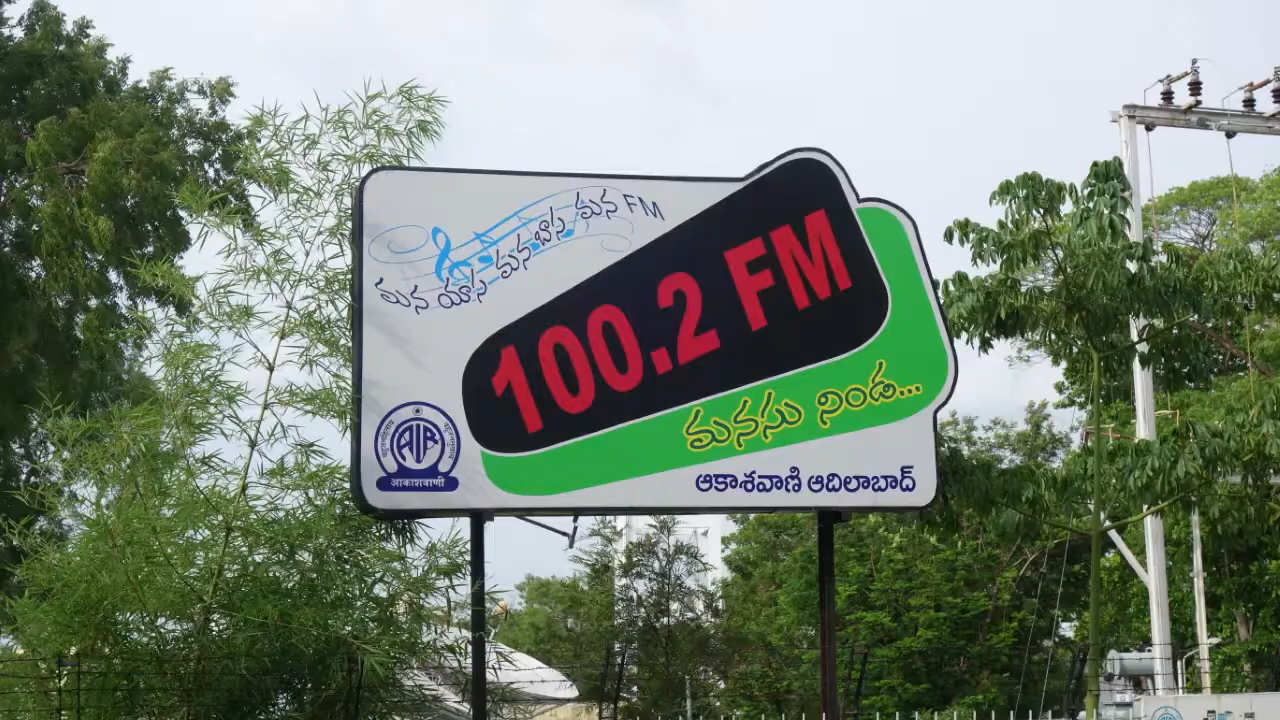 మన యాస మన బాస మన FM
100.2 FM
మనసు నిండా...
ఆకాశవాణి ఆదిలాబాద్
AIR
आकाशवाणी